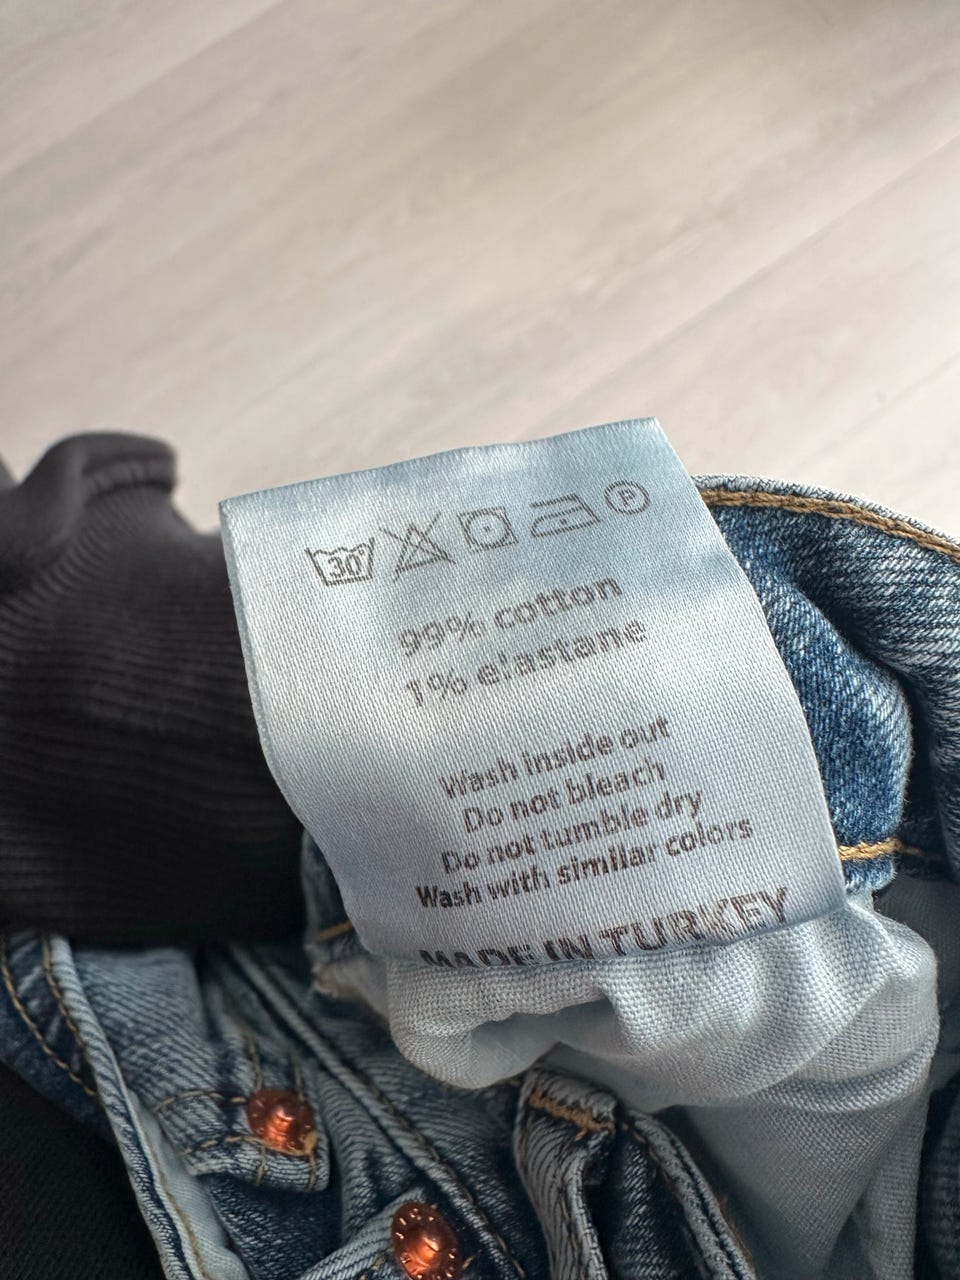 30° P
99% cotton
1% elastane
Wash inside out
Do not bleach
Do not tumble dry
Wash with similar colors
MADE IN TURKEY